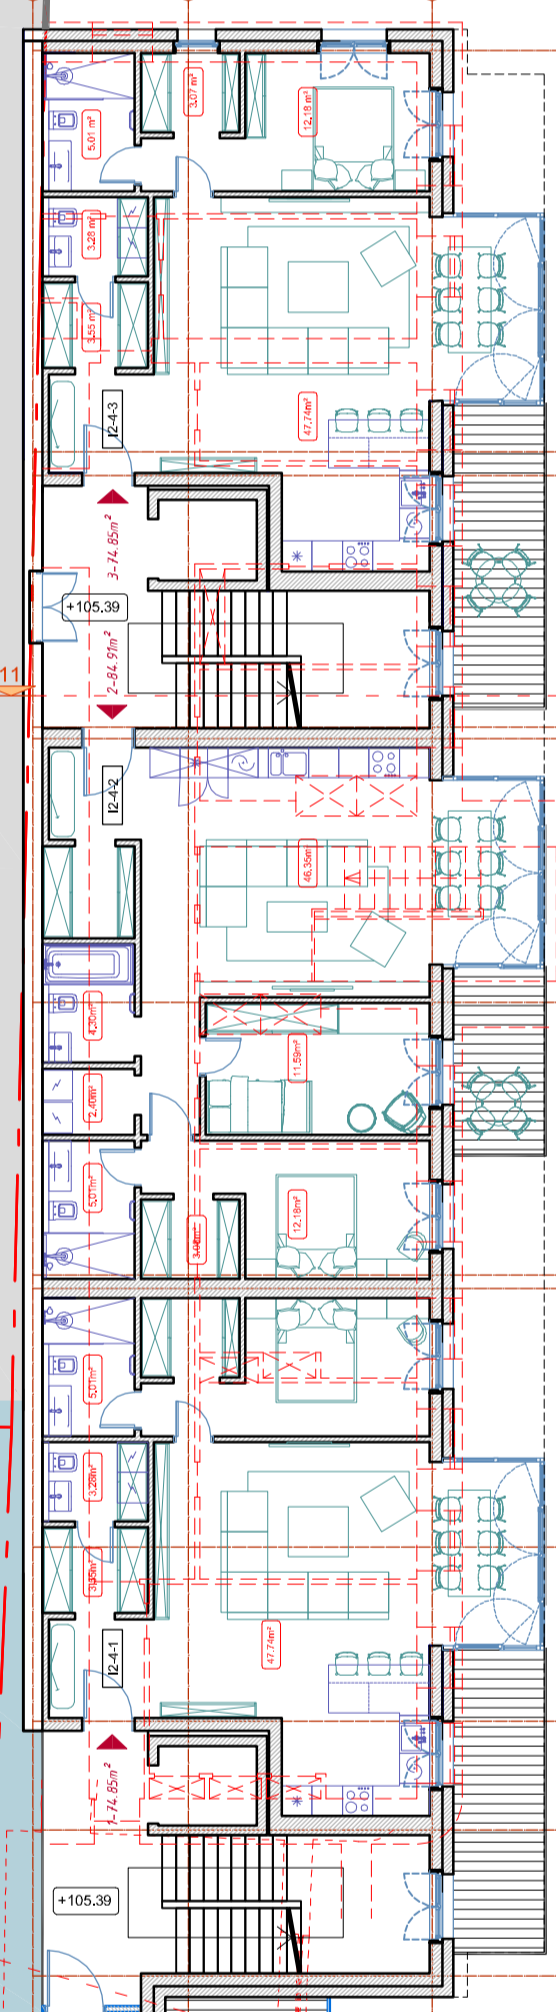 3.07 m²
12.18 m²
5.01 m²
3.28 m²
3.55 m²
47.74m²
I2-4-3
3-74.85m²
+105.39
2-84.91m²
11
I2-4-2
46.35m²
4.30m²
11.59m²
2.40m²
5.01m²
12.18m²
5.01m²
3.28m²
3.55m²
47.74m²
I2-4-1
1-74.85m²
+105.39